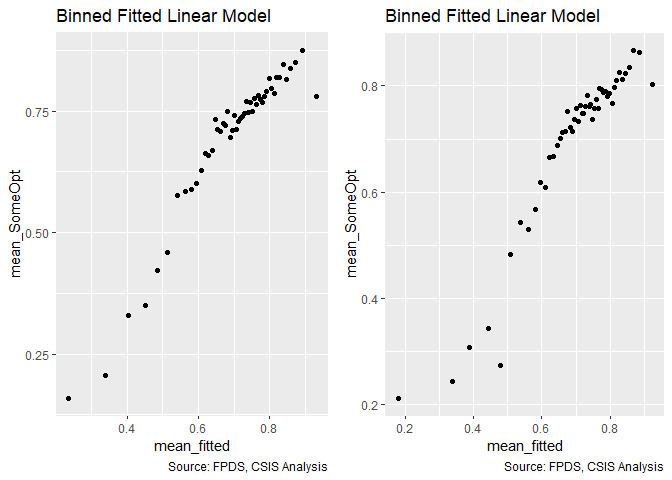 Binned Fitted Linear Model
mean_SomeOpt
0.75
0.50
0.25
0.4 0.6 0.8
mean_fitted
Source: FPDS, CSIS Analysis
Binned Fitted Linear Model
mean_SomeOpt
0.8
0.6
0.4
0.2
0.2 0.4 0.6 0.8
mean_fitted
Source: FPDS, CSIS Analysis